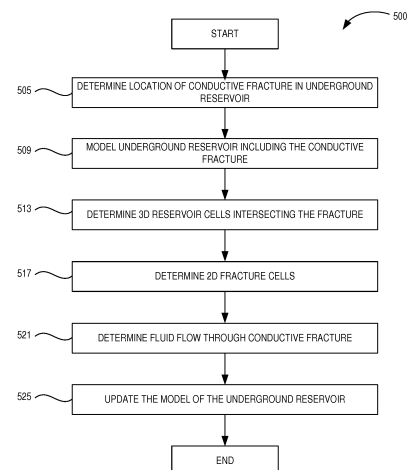 500
START
505
DETERMINE LOCATION OF CONDUCTIVE FRACTURE IN UNDERGROUND
RESERVOIR
509
MODEL UNDERGROUND RESERVOIR INCLUDING THE CONDUCTIVE
FRACTURE
513
DETERMINE 3D RESERVOIR CELLS INTERSECTING THE FRACTURE
517
DETERMINE 2D FRACTURE CELLS
521
DETERMINE FLUID FLOW THROUGH CONDUCTIVE FRACTURE
525
UPDATE THE MODEL OF THE UNDERGROUND RESERVOIR
END